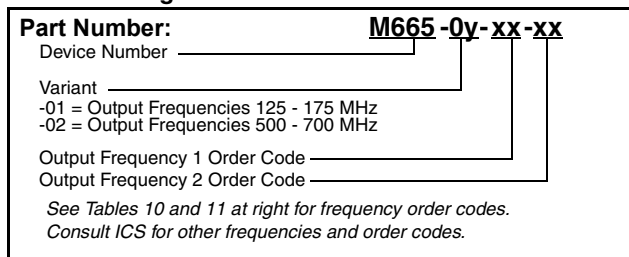 Part Number: M665-0y-xx-xx
Device Number
Variant
-01 = Output Frequencies 125 - 175 MHz
-02 = Output Frequencies 500 - 700 MHz
Output Frequency 1 Order Code
Output Frequency 2 Order Code
See Tables 10 and 11 at right for frequency order codes.
Consult ICS for other frequencies and order codes.